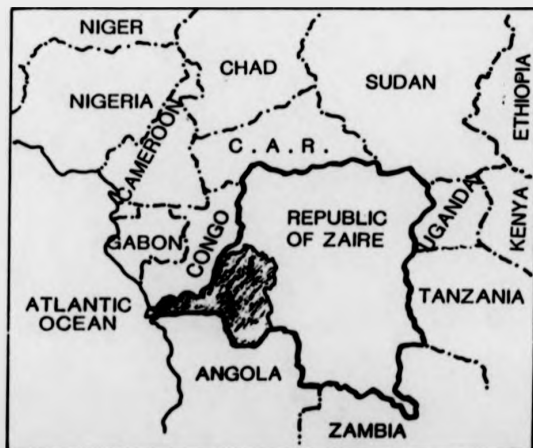 NIGER
CHAD
SUDAN
ETHIOPIA
NIGERIA
CAMEROON
C. A. R.
GABON
CONGO
REPUBLIC
OF ZAIRE
UGANDA
KENYA
ATLANTIC
OCEAN
TANZANIA
ANGOLA
ZAMBIA